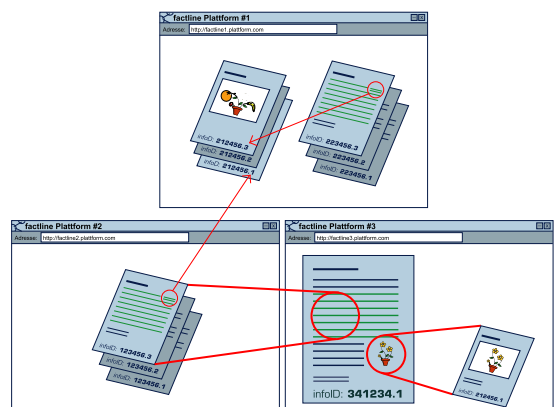 factline Plattform #1
Adresse: http://factline1.plattform.com
infoID: 212456.3
infoID: 212456.2
infoID: 212456.1
infoID: 223456.3
infoID: 223456.2
infoID: 223456.1
factline Plattform #2
Adresse: http://factline2.plattform.com
infoID: 123456.3
infoID: 123456.2
infoID: 123456.1
factline Plattform #3
Adresse: http://factline3.plattform.com
infoID: 341234.1
infoID: 212456.1